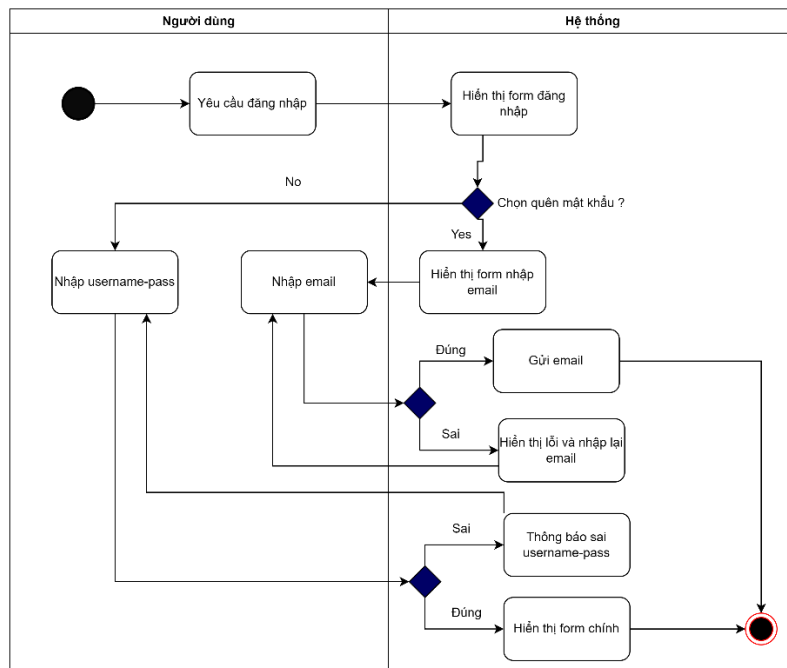 Người dùng
Hệ thống
Yêu cầu đăng nhập
Hiển thị form đăng
nhập
No
Chọn quên mật khẩu ?
Yes
Nhập username-pass
Nhập email
Hiển thị form nhập
email
Đúng
Gửi email
Sai
Hiển thị lỗi và nhập lại
email
Sai
Thông báo sai
username-pass
Đúng
Hiển thị form chính